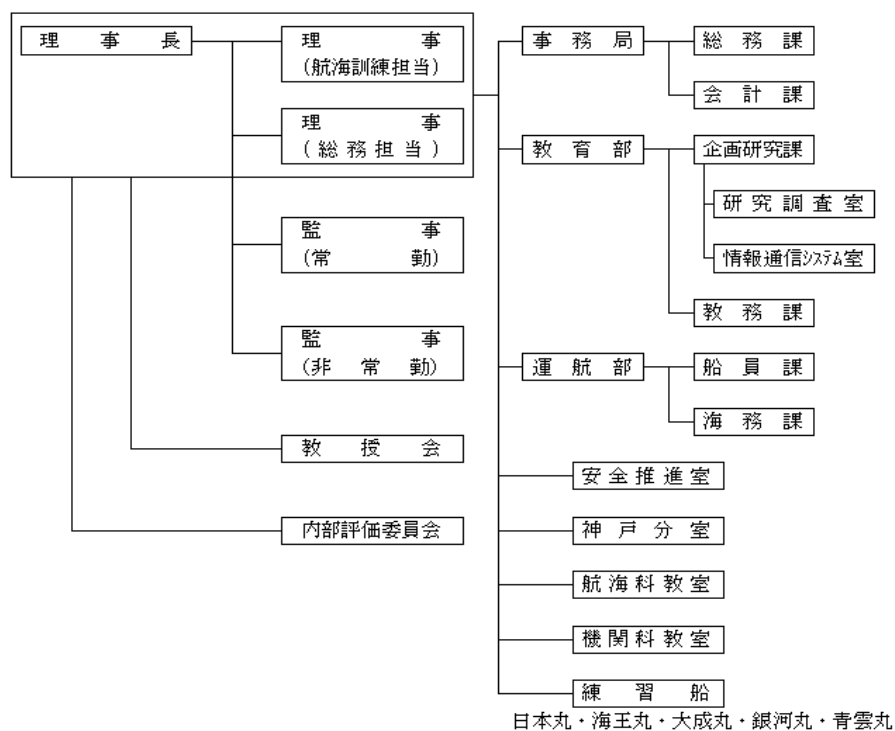 理事長
理事
(航海訓練担当)
理事
(総務担当)
監事
(常勤)
監事
(非常勤)
教授会
内部評価委員会
事務局
総務課
会計課
教育部
企画研究課
研究調査室
情報通信ｼｽﾃﾑ室
教務課
運航部
船員課
海務課
安全推進室
神戸分室
航海科教室
機関科教室
練習船
日本丸・海王丸・大成丸・銀河丸・青雲丸